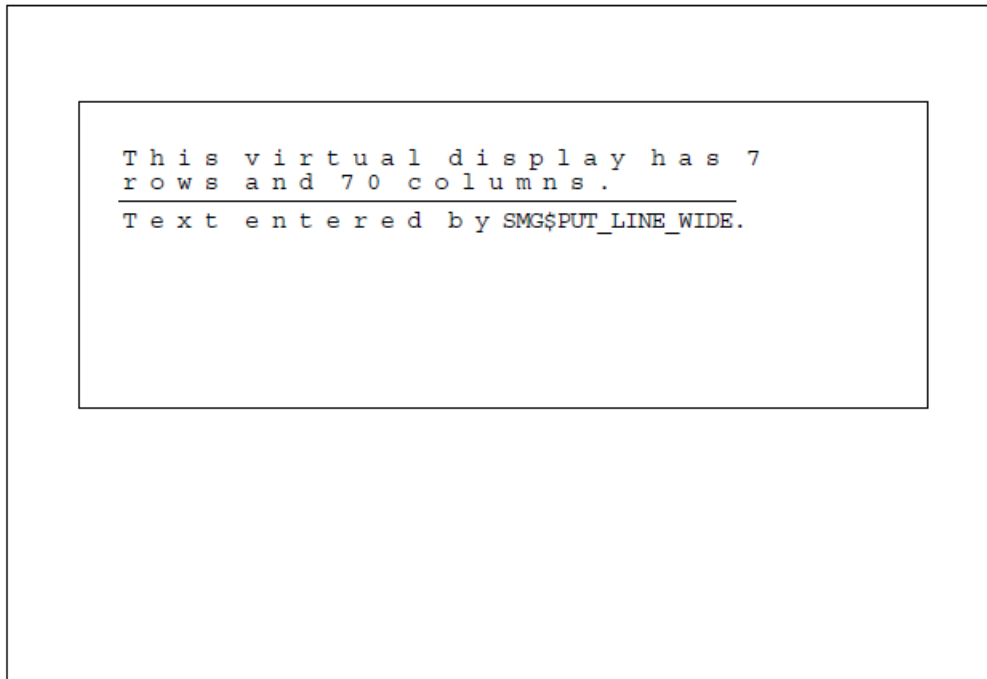 This virtual display has 7
rows and 70 columns.
Text entered by SMG$PUT_LINE_WIDE.